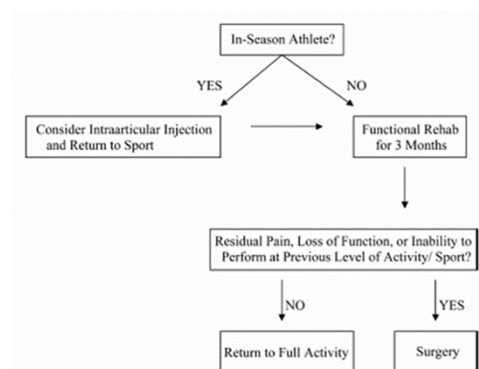 In-Season Athlete?
YES
NO
Consider Intraarticular Injection
and Return to Sport
Functional Rehab
for 3 Months
Residual Pain, Loss of Function, or Inability to
Perform at Previous Level of Activity/ Sport?
NO
YES
Return to Full Activity
Surgery